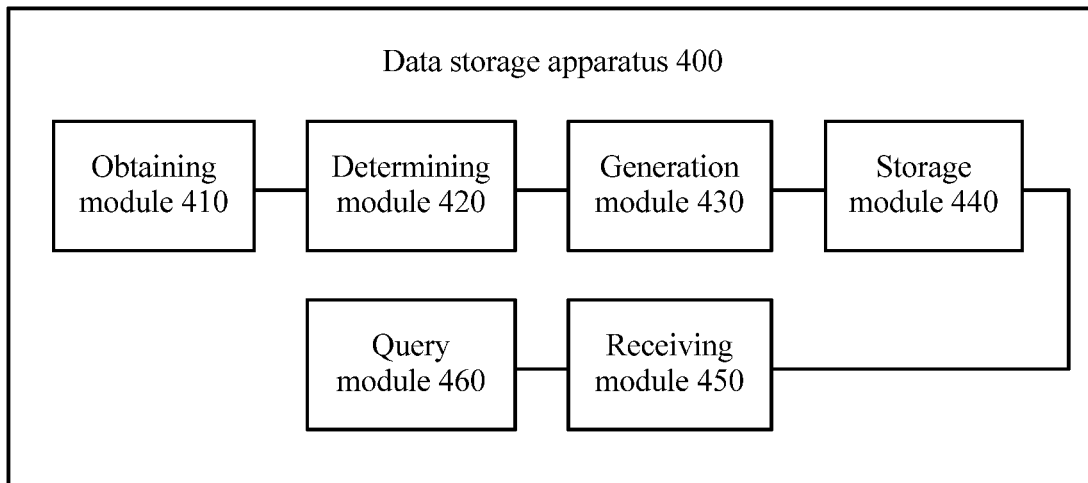 Data storage apparatus 400
Obtaining
module 410
Determining
module 420
Generation
module 430
Storage
module 440
Query
module 460
Receiving
module 450